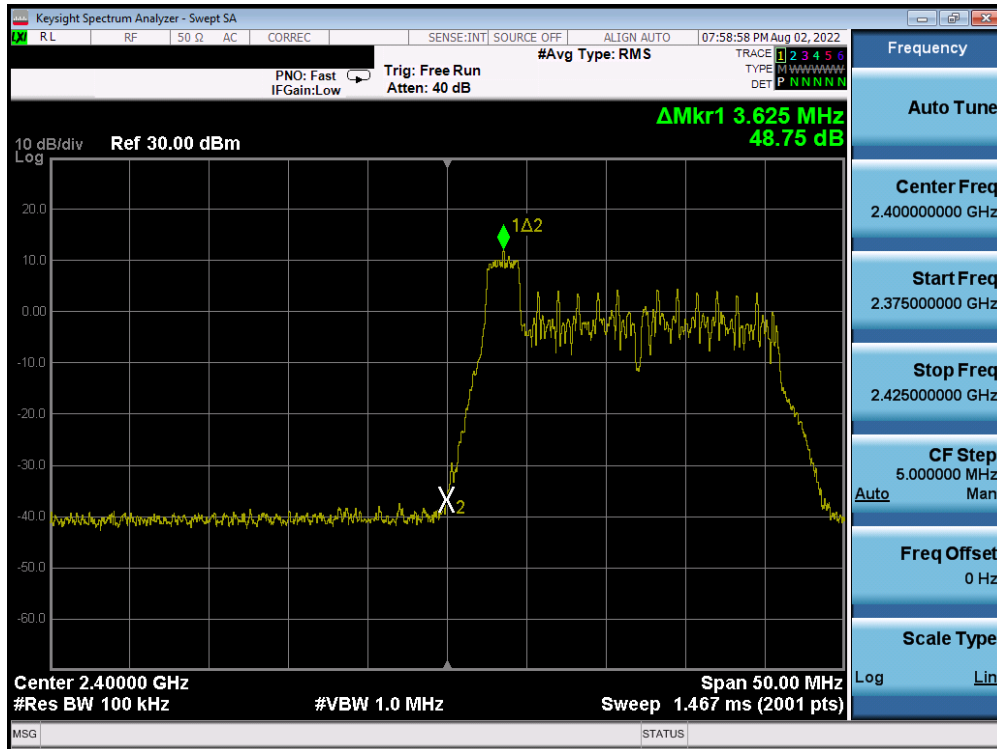 Keysight Spectrum Analyzer - Swept SA
LXI RL RF 50 Ω AC CORREC SENSE:INT SOURCE OFF ALIGN AUTO 07:58:58 PM Aug 02, 2022
#Avg Type: RMS
TRACE 1 2 3 4 5 6
PNO: Fast Trig: Free Run
TYPE M WWWWW
IFGain:Low Atten: 40 dB
DET P N N N N N
ΔMkr1 3.625 MHz
48.75 dB
10 dB/div Ref 30.00 dBm
Log
20.0
10.0
0.00
-10.0
-20.0
-30.0
-40.0
-50.0
-60.0
1Δ2
X2
Center 2.40000 GHz Span 50.00 MHz
#Res BW 100 kHz #VBW 1.0 MHz Sweep 1.467 ms (2001 pts)
MSG STATUS
Frequency
Auto Tune
Center Freq
2.400000000 GHz
Start Freq
2.375000000 GHz
Stop Freq
2.425000000 GHz
CF Step
5.000000 MHz
Auto Man
Freq Offset
0 Hz
Scale Type
Log Lin